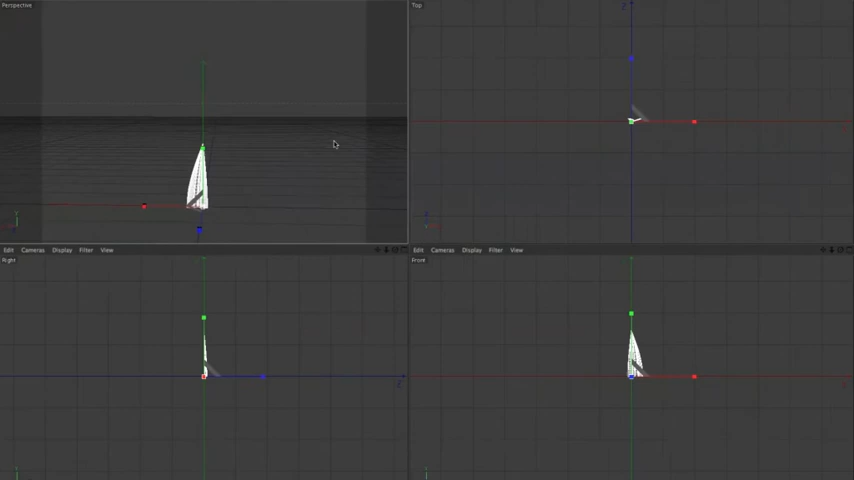 Perspective
Top
Z
Y
Edit Cameras Display Filter View
Edit Cameras Display Filter View
Right
Front
Z
Y
Y